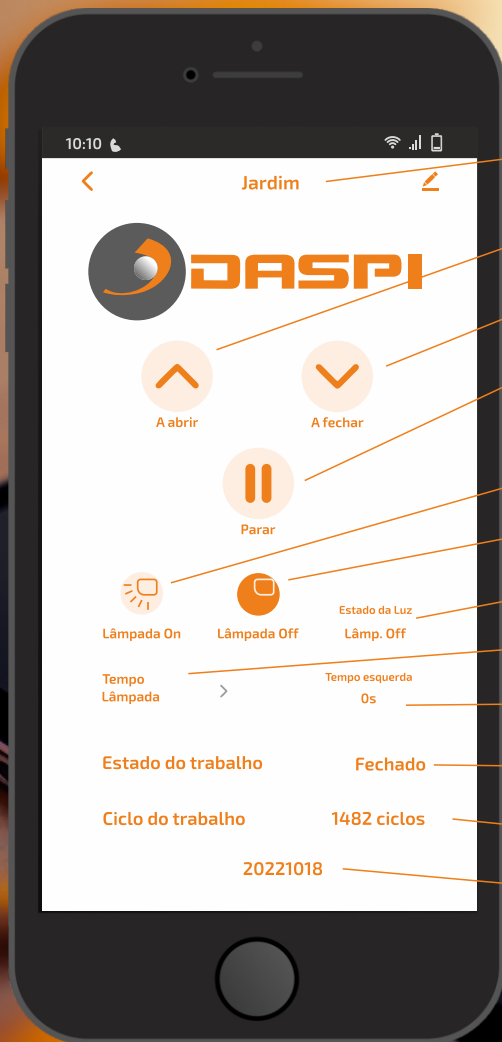 10:10
Jardim
DASPI
A abrir
A fechar
Parar
Lâmpada On
Lâmpada Off
Estado da Luz
Lâmp. Off
Tempo
Lâmpada
Tempo esquerda
0s
Estado do trabalho
Fechado
Ciclo do trabalho
1482 ciclos
20221018